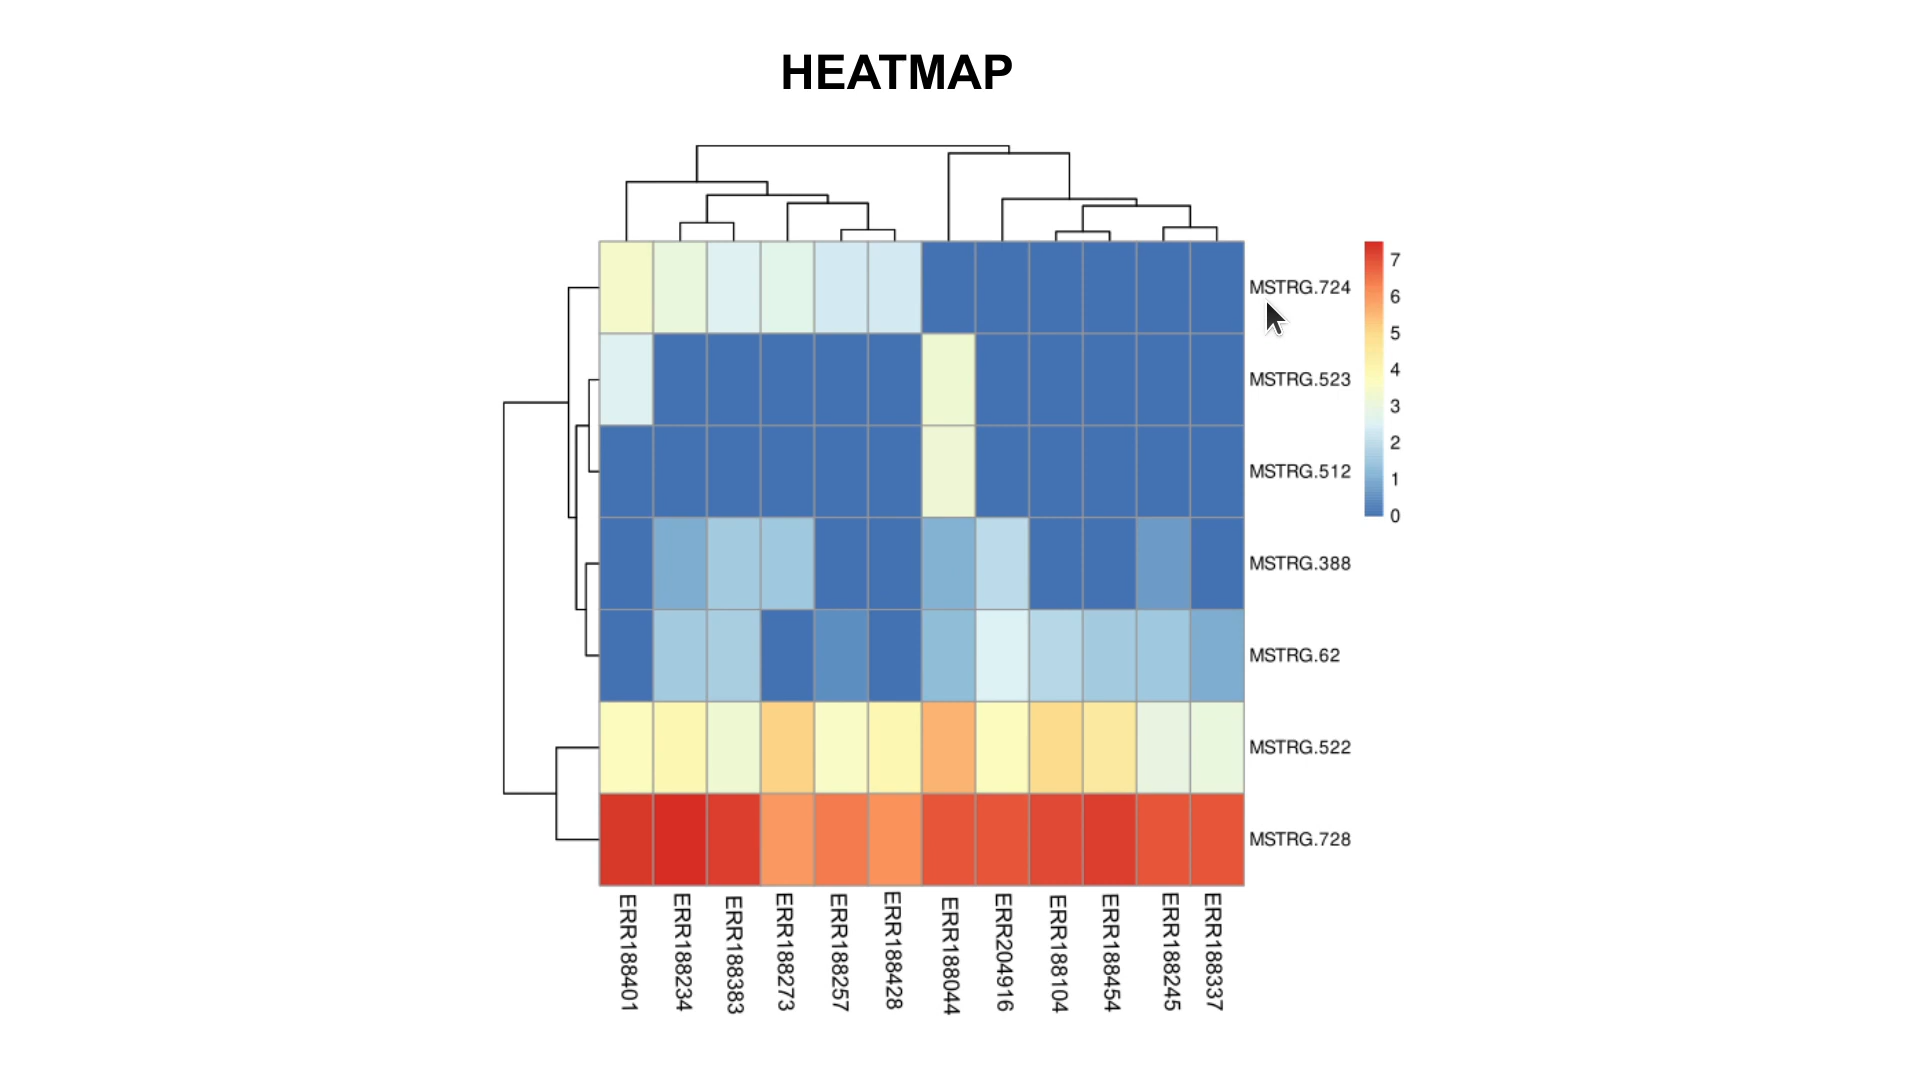 HEATMAP
MSTRG.724
MSTRG.523
MSTRG.512
MSTRG.388
MSTRG.62
MSTRG.522
MSTRG.728
7
6
5
4
3
2
1
0
ERR188401
ERR188234
ERR188383
ERR188273
ERR188257
ERR188428
ERR188044
ERR204916
ERR188104
ERR188454
ERR188245
ERR188337